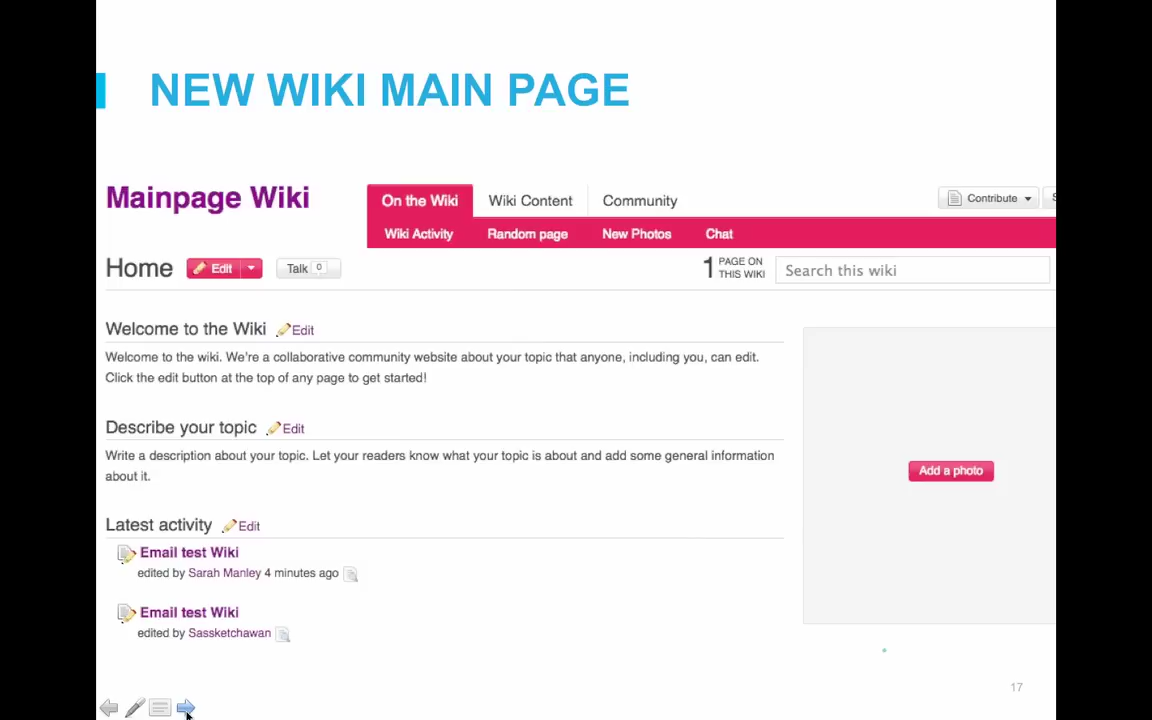 NEW WIKI MAIN PAGE
Mainpage Wiki
On the Wiki Wiki Content Community
Contribute
Wiki Activity Random page New Photos Chat
Home Edit Talk 0
1 PAGE ON
THIS WIKI
Search this wiki
Welcome to the Wiki Edit
Welcome to the wiki. We're a collaborative community website about your topic that anyone, including you, can edit.
Click the edit button at the top of any page to get started!
Describe your topic Edit
Write a description about your topic. Let your readers know what your topic is about and add some general information
about it.
Add a photo
Latest activity Edit
Email test Wiki
edited by Sarah Manley 4 minutes ago
Email test Wiki
edited by Sassketchawan
17